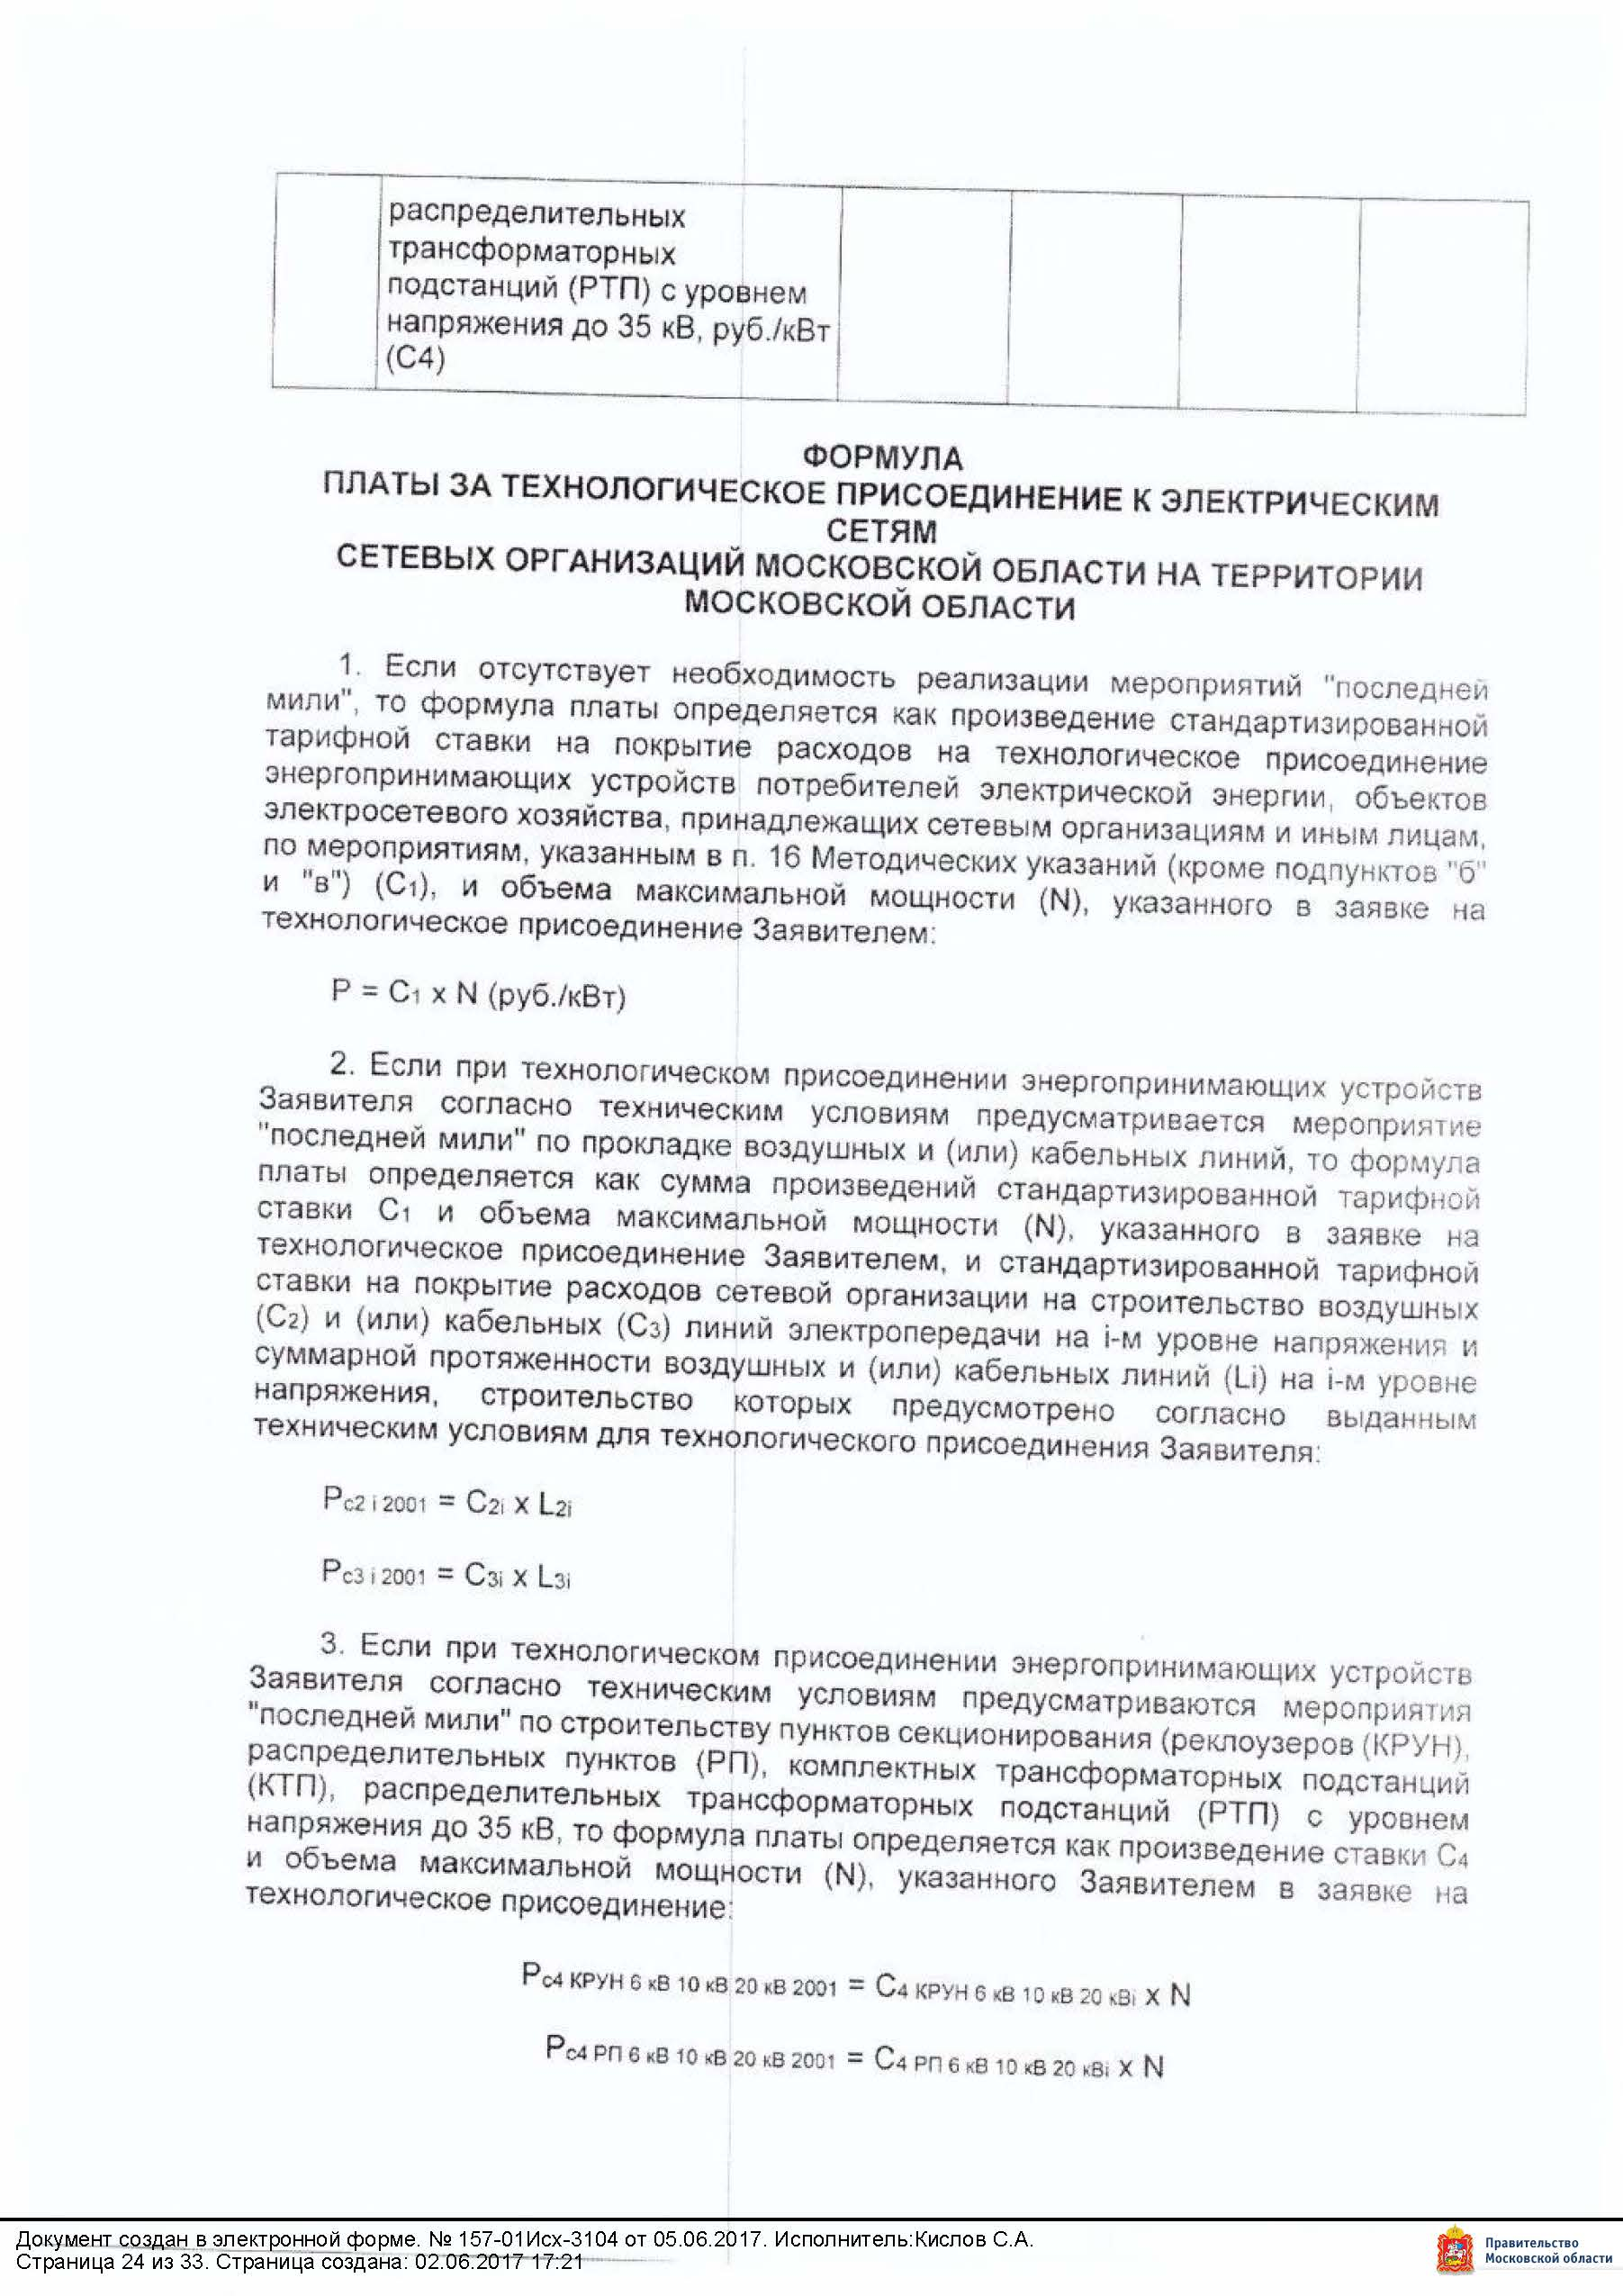 распределительных
трансформаторных
подстанций (РТП) с уровнем
напряжения до 35 кВ, руб./кВт
(С4)
ФОРМУЛА
ПЛАТЫ ЗА ТЕХНОЛОГИЧЕСКОЕ ПРИСОЕДИНЕНИЕ К ЭЛЕКТРИЧЕСКИМ
СЕТЯМ
СЕТЕВЫХ ОРГАНИЗАЦИЙ МОСКОВСКОЙ ОБЛАСТИ НА ТЕРРИТОРИИ
МОСКОВСКОЙ ОБЛАСТИ
1. Если отсутствует необходимость реализации мероприятий "последней
мили", то формула платы определяется как произведение стандартизированной
тарифной ставки на покрытие расходов на технологическое присоединение
энергопринимающих устройств потребителей электрической энергии, объектов
электросетевого хозяйства, принадлежащих сетевым организациям и иным лицам,
по мероприятиям, указанным в п. 16 Методических указаний (кроме подпунктов "б"
и "в") (С1), и объема максимальной мощности (N), указанного в заявке на
технологическое присоединение Заявителем:
P = C1 x N (руб./кВт)
2. Если при технологическом присоединении энергопринимающих устройств
Заявителя согласно техническим условиям предусматривается мероприятие
"последней мили" по прокладке воздушных и (или) кабельных линий, то формула
платы определяется как сумма произведений стандартизированной тарифной
ставки С1 и объема максимальной мощности (N), указанного в заявке на
технологическое присоединение Заявителем, и стандартизированной тарифной
ставки на покрытие расходов сетевой организации на строительство воздушных
(С2) и (или) кабельных (С3) линий электропередачи на i-м уровне напряжения и
суммарной протяженности воздушных и (или) кабельных линий (Li) на i-м уровне
напряжения, строительство которых предусмотрено согласно выданным
техническим условиям для технологического присоединения Заявителя:
Pс2 i 2001 = C2i x L2i
Pс3 i 2001 = C3i x L3i
3. Если при технологическом присоединении энергопринимающих устройств
Заявителя согласно техническим условиям предусматриваются мероприятия
"последней мили" по строительству пунктов секционирования (реклоузеров (КРУН),
распределительных пунктов (РП), комплектных трансформаторных подстанций
(КТП), распределительных трансформаторных подстанций (РТП) с уровнем
напряжения до 35 кВ, то формула платы определяется как произведение ставки С4
и объема максимальной мощности (N), указанного Заявителем в заявке на
технологическое присоединение:
Pс4 КРУН 6 кВ 10 кВ 20 кВ 2001 = C4 КРУН 6 кВ 10 кВ 20 кВi x N
Pс4 РП 6 кВ 10 кВ 20 кВ 2001 = C4 РП 6 кВ 10 кВ 20 кВi x N
Документ создан в электронной форме. № 157-01Исх-3104 от 05.06.2017. Исполнитель:Кислов С.А.
Страница 24 из 33. Страница создана: 02.06.2017 17:21
Правительство
Московской области